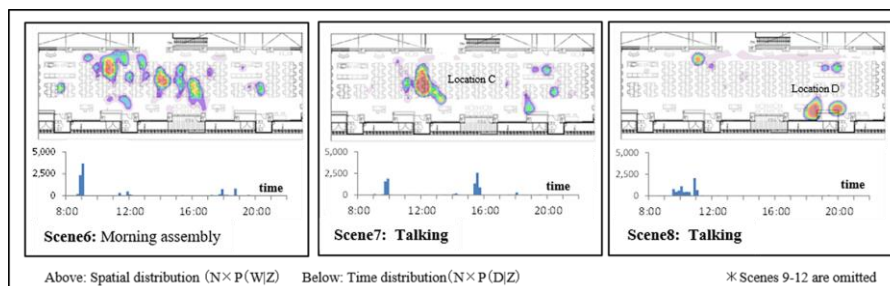 Location C
Location D
5,000
2,500
0
time
8:00 12:00 16:00 20:00
Scene6: Morning assembly
5,000
2,500
0
time
8:00 12:00 16:00 20:00
Scene7: Talking
5,000
2,500
0
time
8:00 12:00 16:00 20:00
Scene8: Talking
Above: Spatial distribution (N×P(W|Z) Below: Time distribution(N×P(D|Z) ＊Scenes 9-12 are omitted